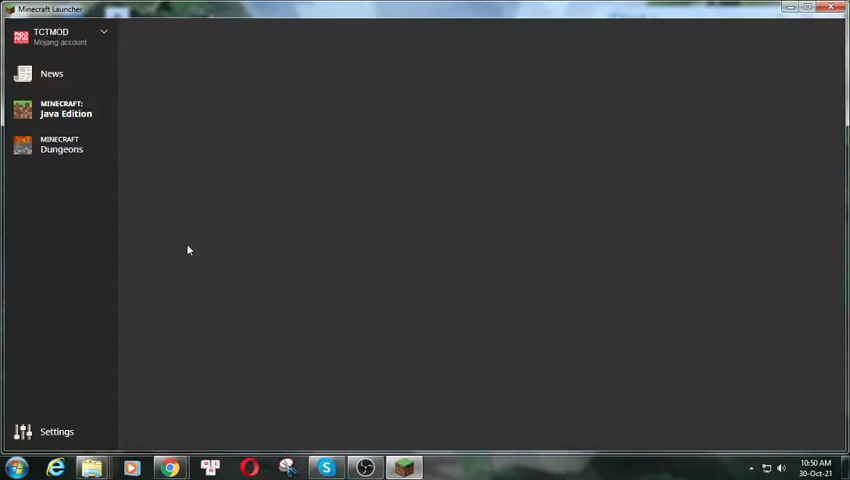 Minecraft Launcher
TCTMOD
Mojang account
News
MINECRAFT:
Java Edition
MINECRAFT
Dungeons
Settings
10:50 AM
30-Oct-21